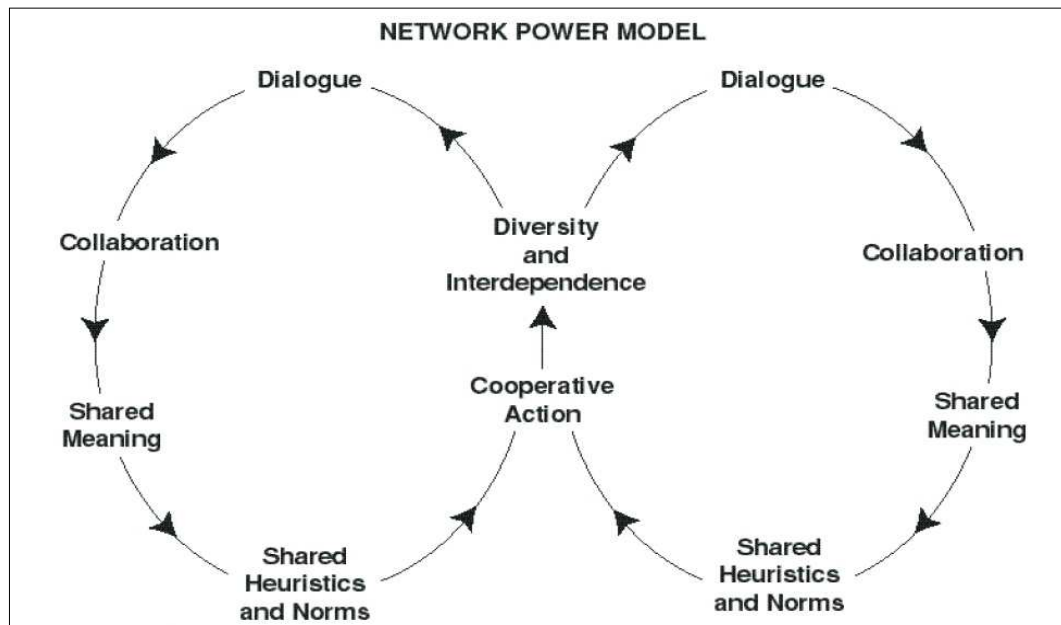 NETWORK POWER MODEL
Dialogue
Dialogue
Collaboration
Diversity
and
Interdependence
Collaboration
Shared
Meaning
Cooperative
Action
Shared
Meaning
Shared
Heuristics
and Norms
Shared
Heuristics
and Norms